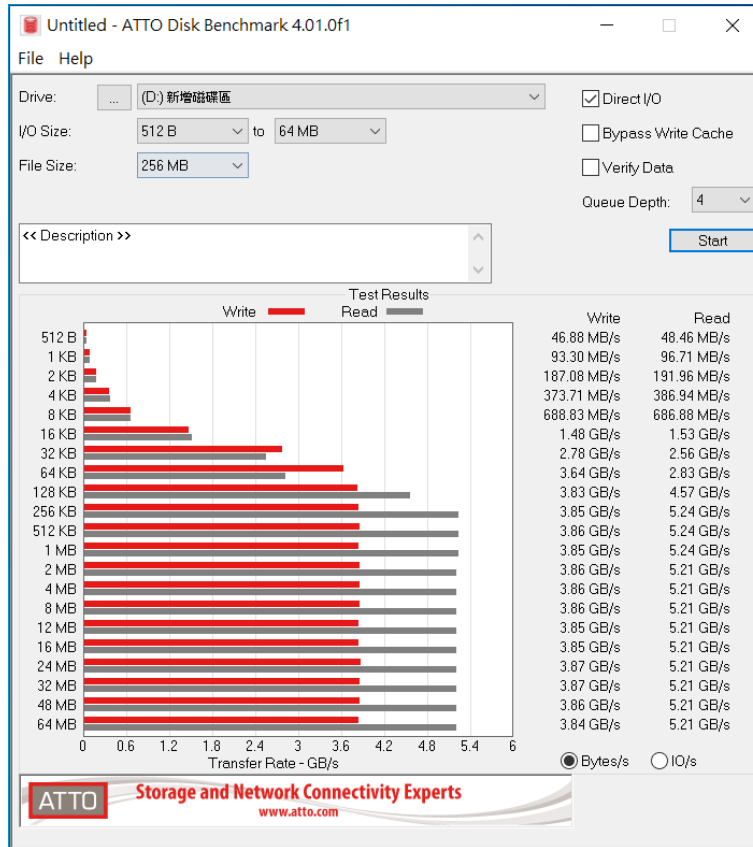 Untitled - ATTO Disk Benchmark 4.01.0f1
File Help
Drive: ... (D:) 新增磁碟區
Direct I/O
I/O Size: 512 B to 64 MB
Bypass Write Cache
File Size: 256 MB
Verify Data
Queue Depth: 4
<< Description >>
Start
Test Results
Write Read Write Read
512 B 46.88 MB/s 48.46 MB/s
1 KB 93.30 MB/s 96.71 MB/s
2 KB 187.08 MB/s 191.96 MB/s
4 KB 373.71 MB/s 386.94 MB/s
8 KB 688.83 MB/s 686.88 MB/s
16 KB 1.48 GB/s 1.53 GB/s
32 KB 2.78 GB/s 2.56 GB/s
64 KB 3.64 GB/s 2.83 GB/s
128 KB 3.83 GB/s 4.57 GB/s
256 KB 3.85 GB/s 5.24 GB/s
512 KB 3.86 GB/s 5.24 GB/s
1 MB 3.85 GB/s 5.24 GB/s
2 MB 3.86 GB/s 5.21 GB/s
4 MB 3.86 GB/s 5.21 GB/s
8 MB 3.86 GB/s 5.21 GB/s
12 MB 3.85 GB/s 5.21 GB/s
16 MB 3.85 GB/s 5.21 GB/s
24 MB 3.87 GB/s 5.21 GB/s
32 MB 3.87 GB/s 5.21 GB/s
48 MB 3.86 GB/s 5.21 GB/s
64 MB 3.84 GB/s 5.21 GB/s
0 0.6 1.2 1.8 2.4 3 3.6 4.2 4.8 5.4 6
Transfer Rate - GB/s
Bytes/s IO/s
ATTO Storage and Network Connectivity Experts
www.atto.com